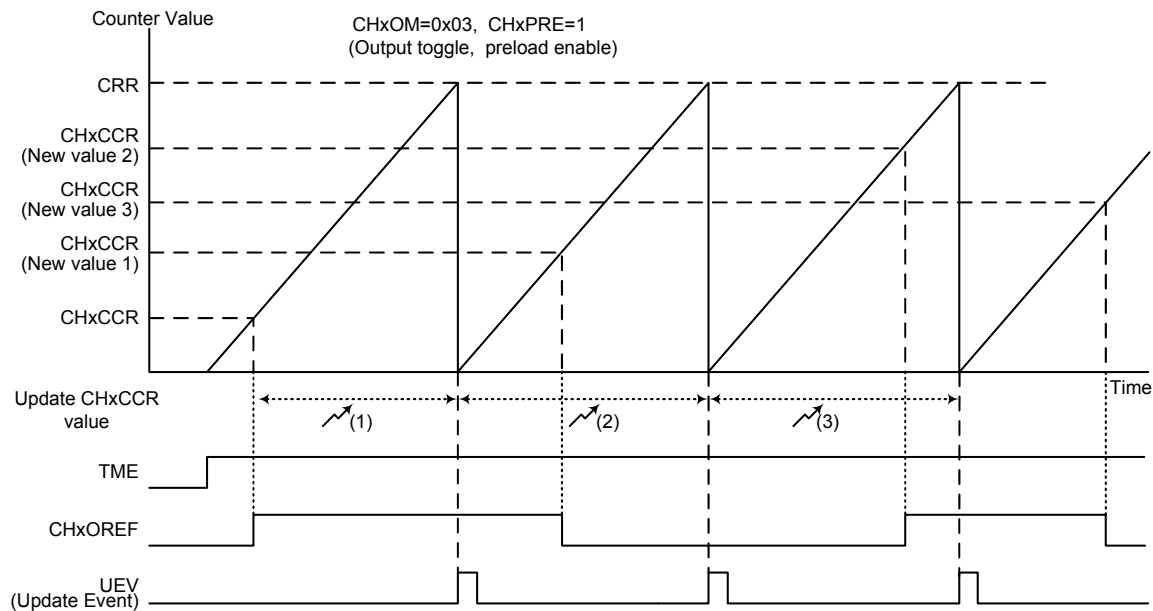 Counter Value
CHxOM=0x03, CHxPRE=1
(Output toggle, preload enable)
CRR
CHxCCR
(New value 2)
CHxCCR
(New value 3)
CHxCCR
(New value 1)
CHxCCR
Time
Update CHxCCR
value
(1)
(2)
(3)
TME
CHxOREF
UEV
(Update Event)